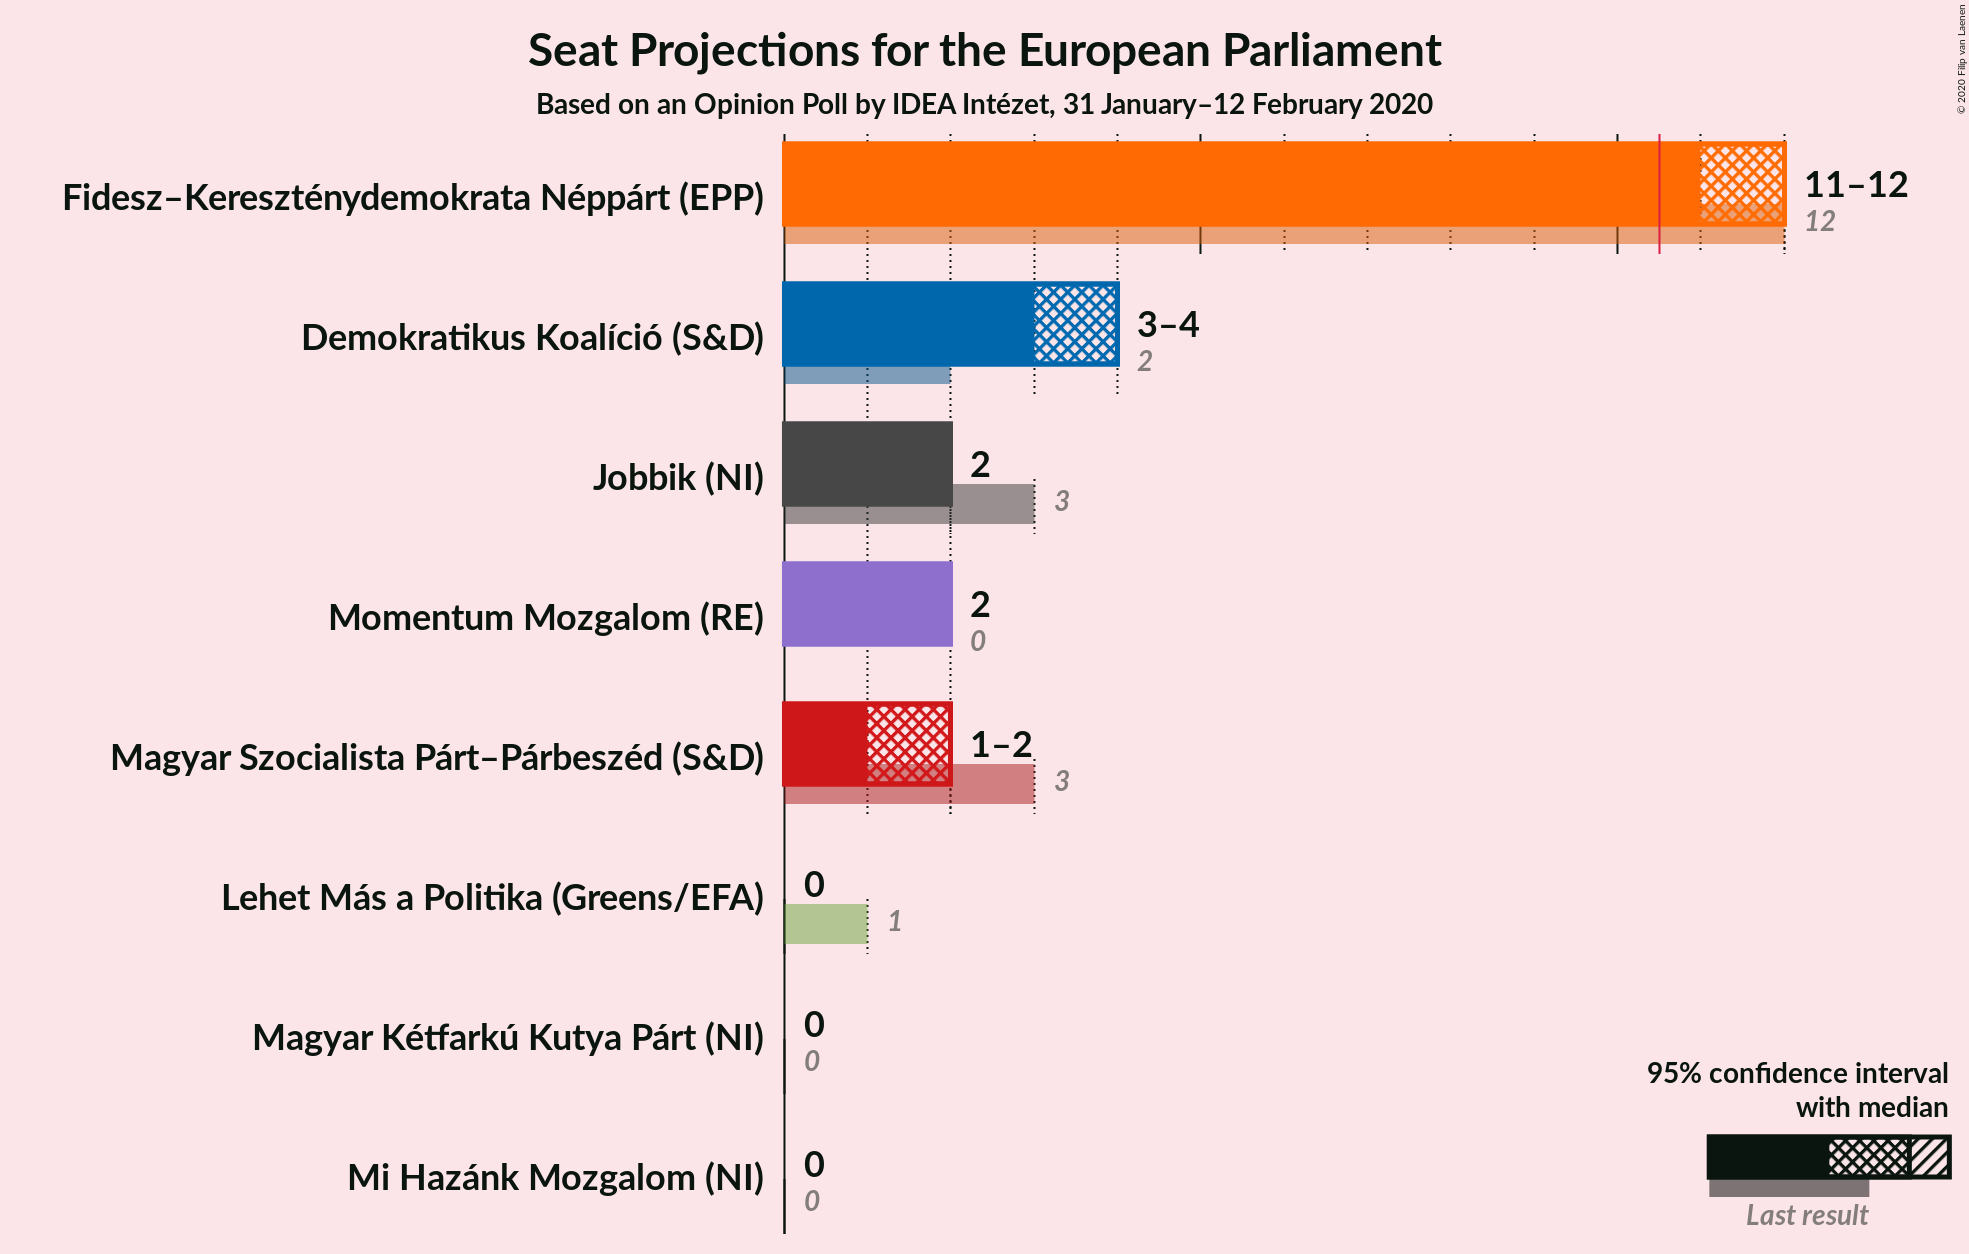 Seat Projections for the European Parliament
Based on an Opinion Poll by IDEA Intézet, 31 January–12 February 2020
© 2020 Filip van Laenen
Fidesz–Kereszténydemokrata Néppárt (EPP)
11–12
12
Demokratikus Koalíció (S&D)
3–4
2
Jobbik (NI)
2
3
Momentum Mozgalom (RE)
2
0
Magyar Szocialista Párt–Párbeszéd (S&D)
1–2
3
Lehet Más a Politika (Greens/EFA)
0
1
Magyar Kétfarkú Kutya Párt (NI)
0
0
Mi Hazánk Mozgalom (NI)
0
0
95% confidence interval
with median
Last result